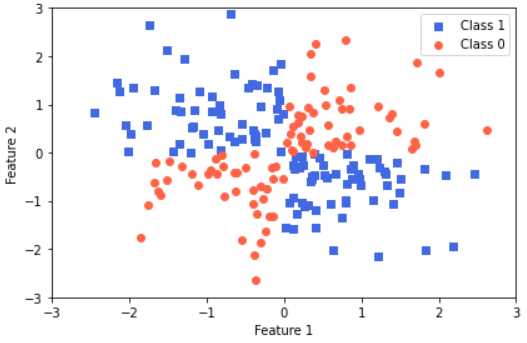 3
2
1
0
−1
−2
−3
−3 −2 −1 0 1 2 3
Feature 1
Feature 2
Class 1
Class 0